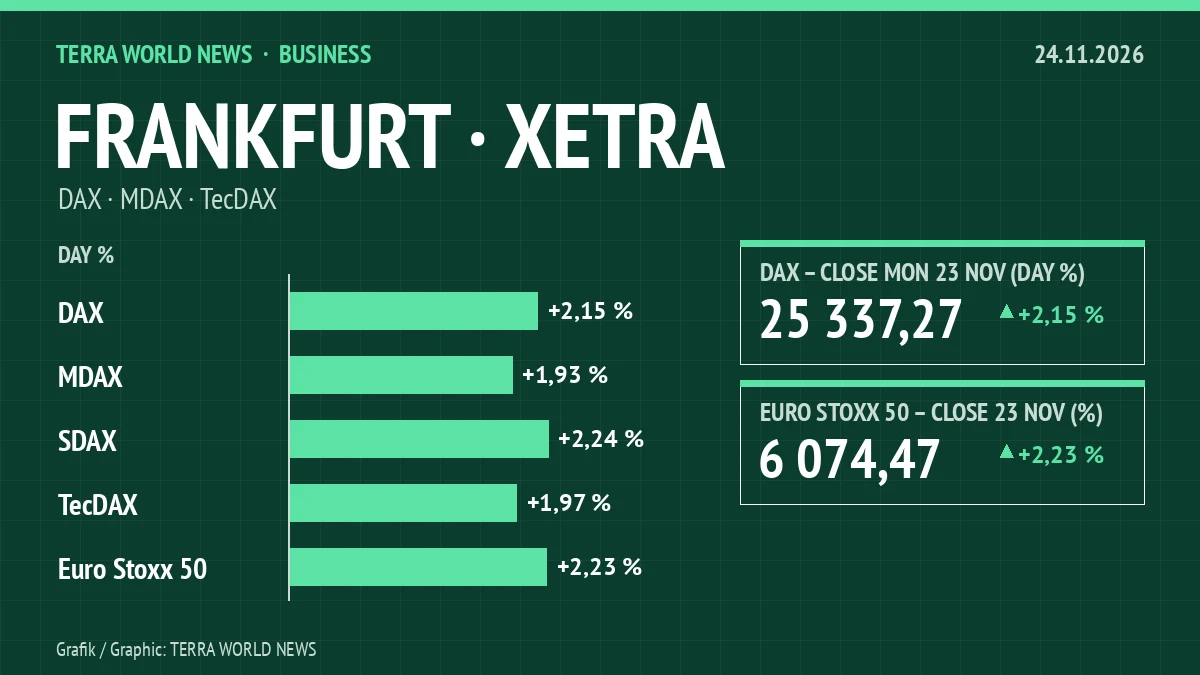 TERRA WORLD NEWS · BUSINESS
24.11.2026
FRANKFURT · XETRA
DAX · MDAX · TecDAX
DAY %
DAX +2,15 %
MDAX +1,93 %
SDAX +2,24 %
TecDAX +1,97 %
Euro Stoxx 50 +2,23 %
DAX – CLOSE MON 23 NOV (DAY %)
25 337,27 ▲+2,15 %
EURO STOXX 50 – CLOSE 23 NOV (%)
6 074,47 ▲+2,23 %
Grafik / Graphic: TERRA WORLD NEWS